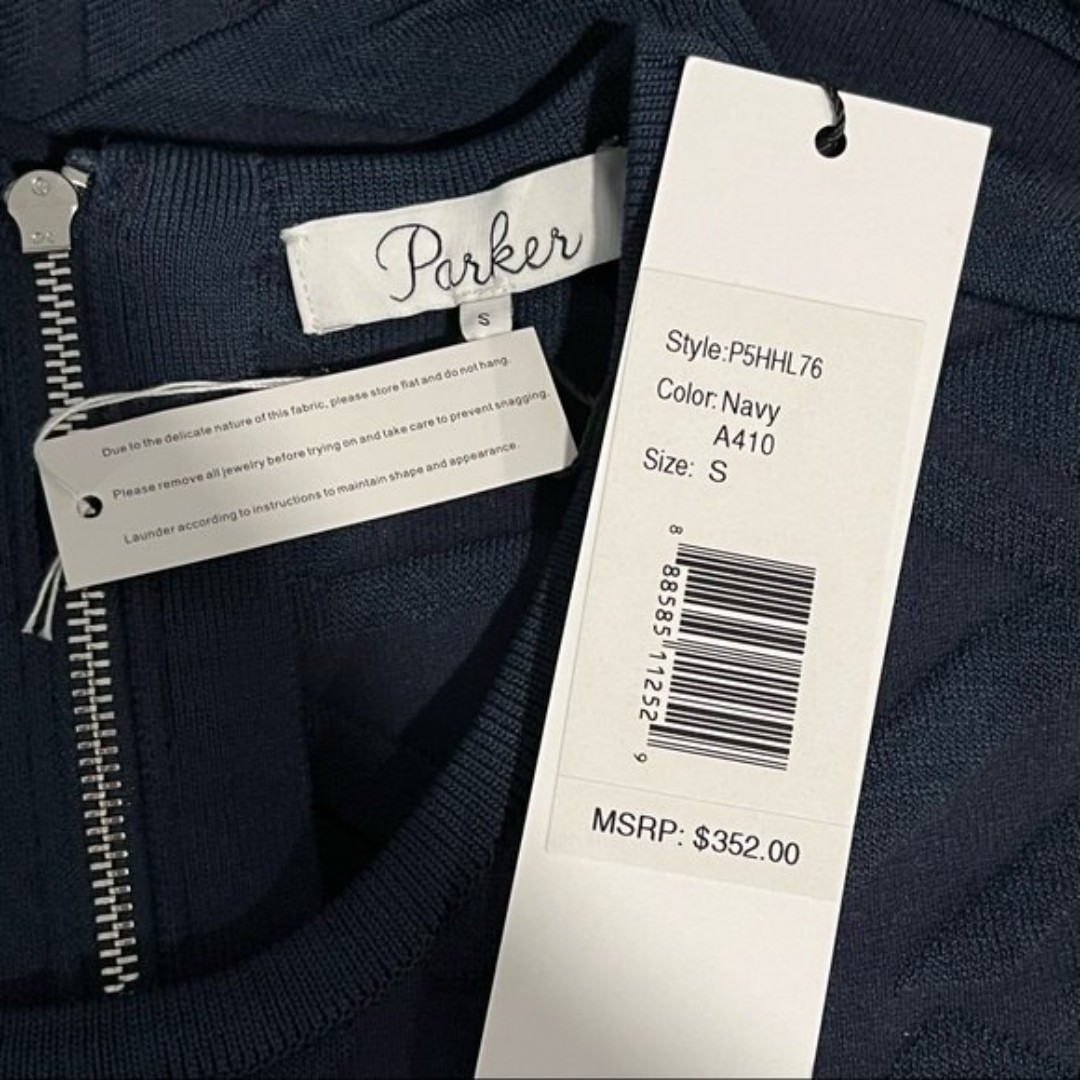 Parker
S
Due to the delicate nature of this fabric, please store flat and do not hang.
Please remove all jewelry before trying on and take care to prevent snagging.
Launder according to instructions to maintain shape and appearance.
Style:P5HHL76
Color: Navy
A410
Size: S
8 88585 11252 9
MSRP: $352.00